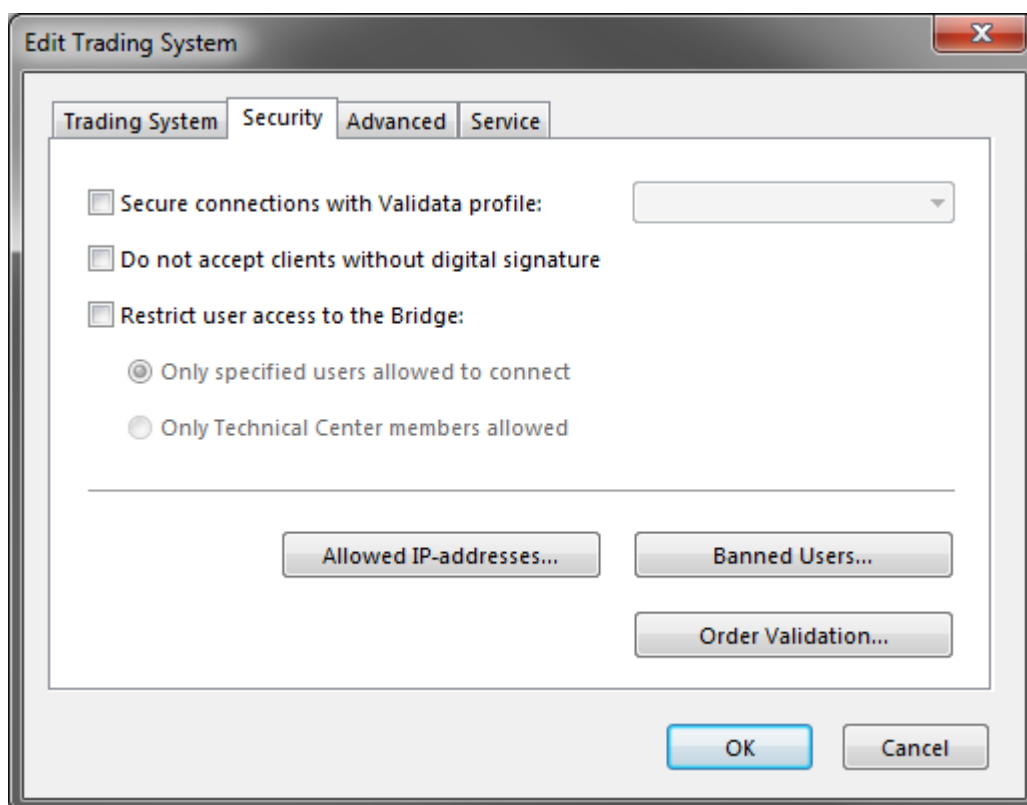 Edit Trading System
Trading System Security Advanced Service
Secure connections with Validata profile:
Do not accept clients without digital signature
Restrict user access to the Bridge:
Only specified users allowed to connect
Only Technical Center members allowed
Allowed IP-addresses... Banned Users...
Order Validation...
OK Cancel